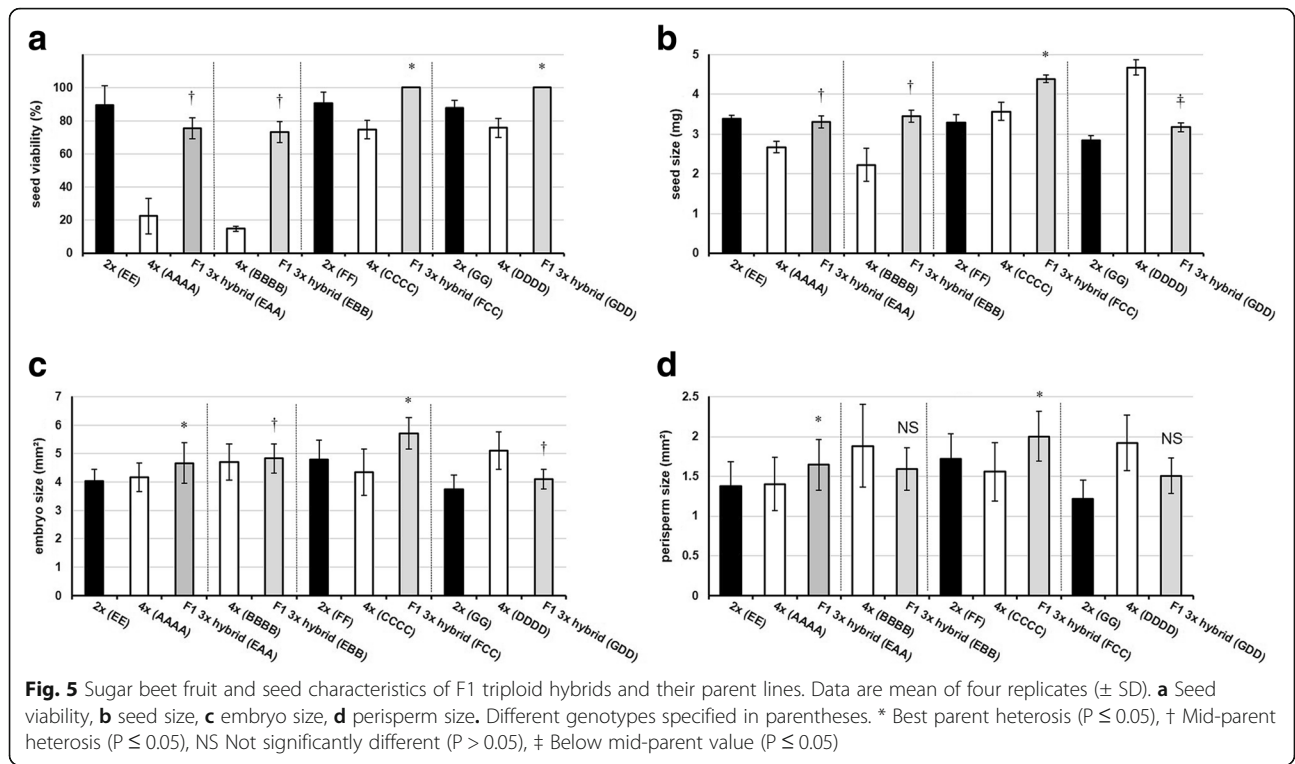 a
seed viability (%)
100
80
60
40
20
0
†
†
*
*
2x (EE)
4x (AAAA)
F1 3x hybrid (EAA)
4x (BBBB)
F1 3x hybrid (EBB)
2x (FF)
4x (CCCC)
F1 3x hybrid (FCC)
2x (GG)
4x (DDDD)
F1 3x hybrid (GDD)
b
seed size (mg)
5
4
3
2
1
0
†
†
*
‡
2x (EE)
4x (AAAA)
F1 3x hybrid (EAA)
4x (BBBB)
F1 3x hybrid (EBB)
2x (FF)
4x (CCCC)
F1 3x hybrid (FCC)
2x (GG)
4x (DDDD)
F1 3x hybrid (GDD)
c
embryo size (mm²)
7
6
5
4
3
2
1
0
*
†
*
†
2x (EE)
4x (AAAA)
F1 3x hybrid (EAA)
4x (BBBB)
F1 3x hybrid (EBB)
2x (FF)
4x (CCCC)
F1 3x hybrid (FCC)
2x (GG)
4x (DDDD)
F1 3x hybrid (GDD)
d
perisperm size (mm²)
2.5
2
1.5
1
0.5
0
*
NS
*
NS
2x (EE)
4x (AAAA)
F1 3x hybrid (EAA)
4x (BBBB)
F1 3x hybrid (EBB)
2x (FF)
4x (CCCC)
F1 3x hybrid (FCC)
2x (GG)
4x (DDDD)
F1 3x hybrid (GDD)
Fig. 5 Sugar beet fruit and seed characteristics of F1 triploid hybrids and their parent lines. Data are mean of four replicates (± SD). a Seed
viability, b seed size, c embryo size, d perisperm size. Different genotypes specified in parentheses. * Best parent heterosis (P ≤ 0.05), † Mid-parent
heterosis (P ≤ 0.05), NS Not significantly different (P > 0.05), ‡ Below mid-parent value (P ≤ 0.05)